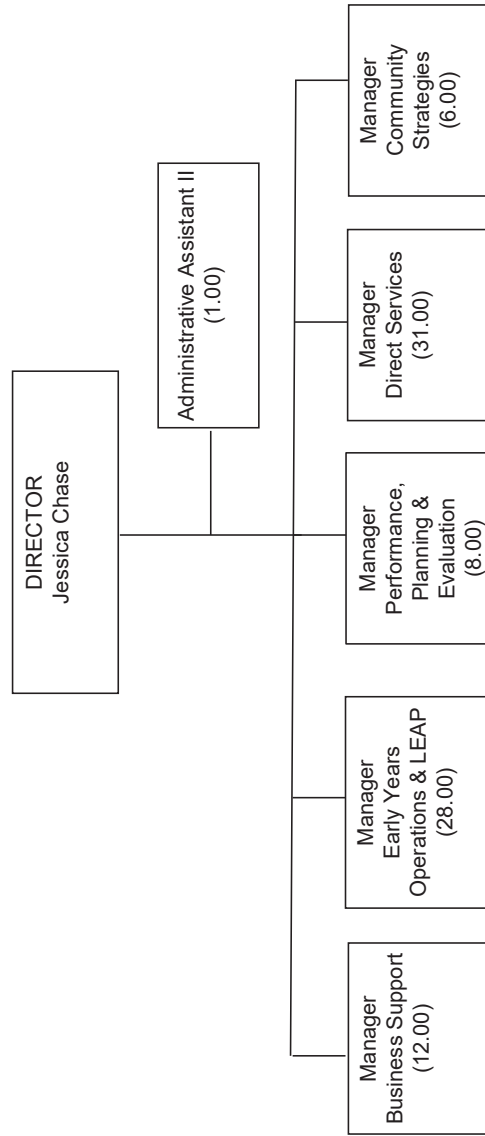 DIRECTOR
Jessica Chase
Administrative Assistant II
(1.00)
Manager
Business Support
(12.00)
Manager
Early Years
Operations & LEAP
(28.00)
Manager
Performance,
Planning &
Evaluation
(8.00)
Manager
Direct Services
(31.00)
Manager
Community
Strategies
(6.00)